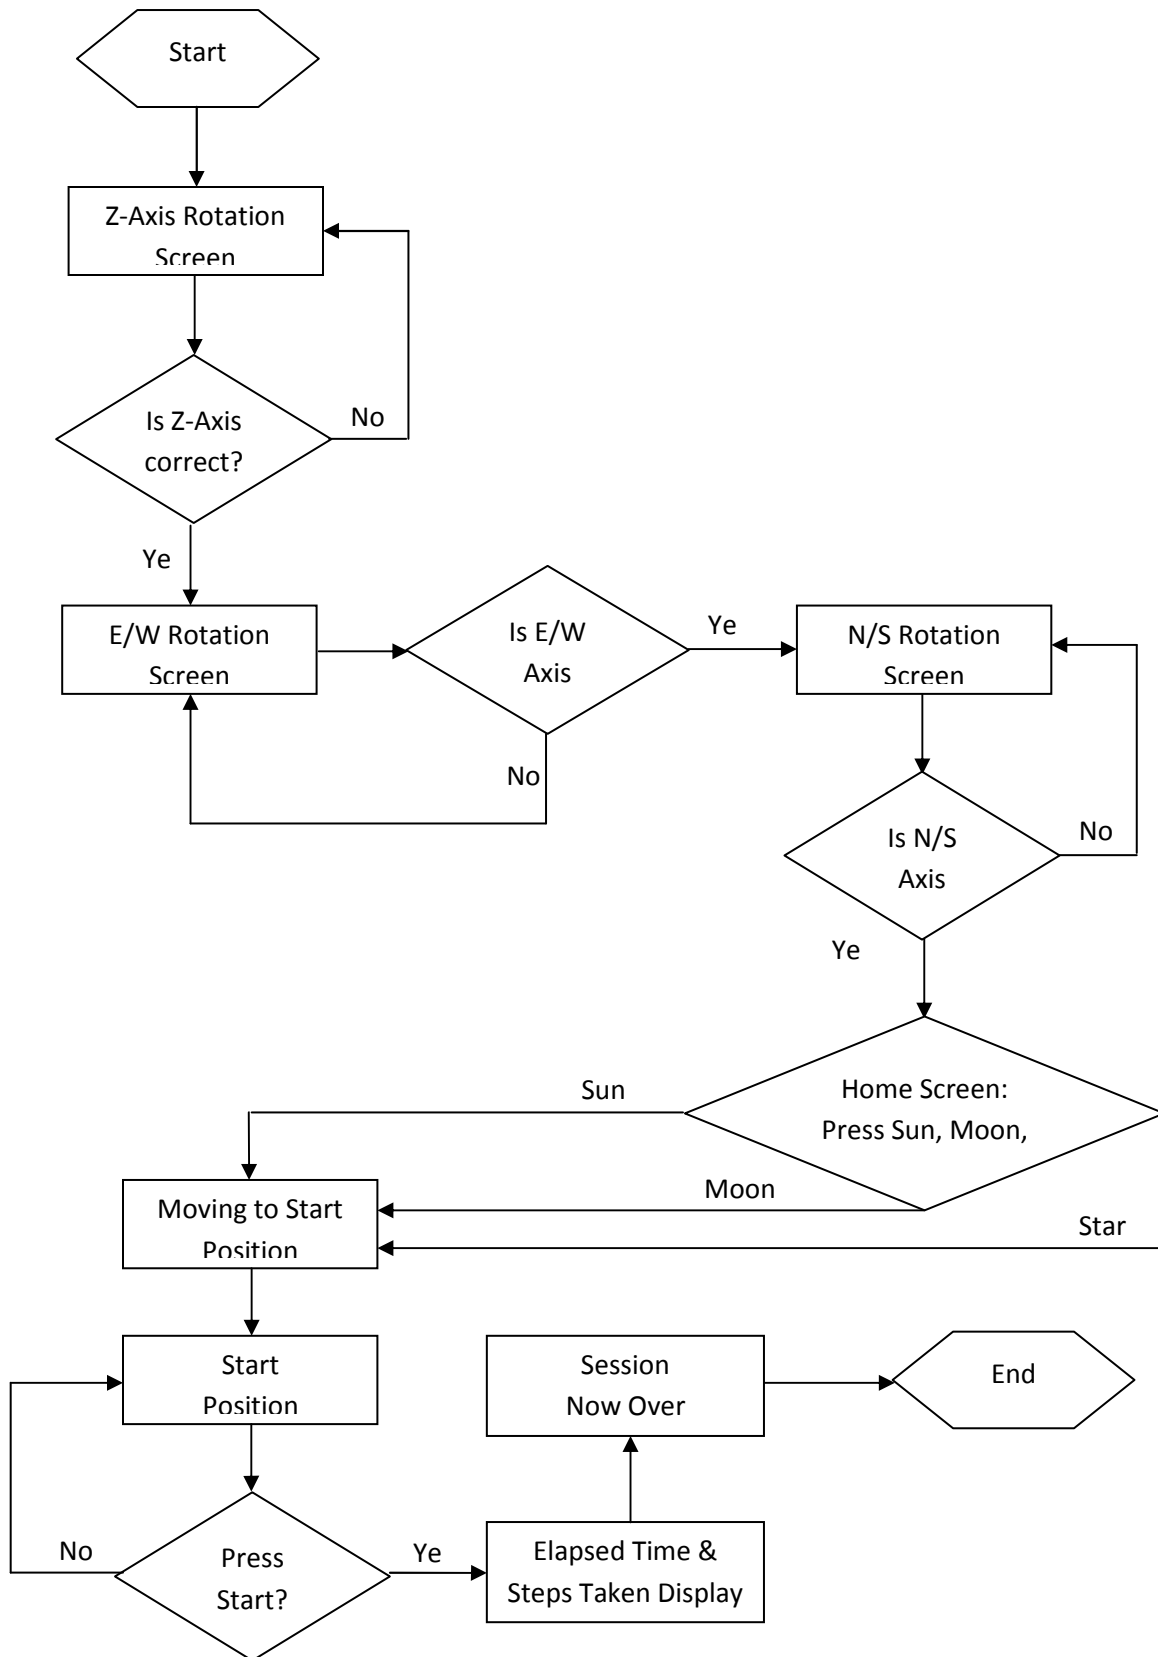 Start
Z-Axis Rotation
Screen
Is Z-Axis
correct?
No
Ye
E/W Rotation
Screen
Is E/W
Axis
Ye
No
N/S Rotation
Screen
Is N/S
Axis
No
Ye
Home Screen:
Press Sun, Moon,
Sun
Moon
Star
Moving to Start
Position
Start
Position
Press
Start?
No
Ye
Elapsed Time &
Steps Taken Display
Session
Now Over
End